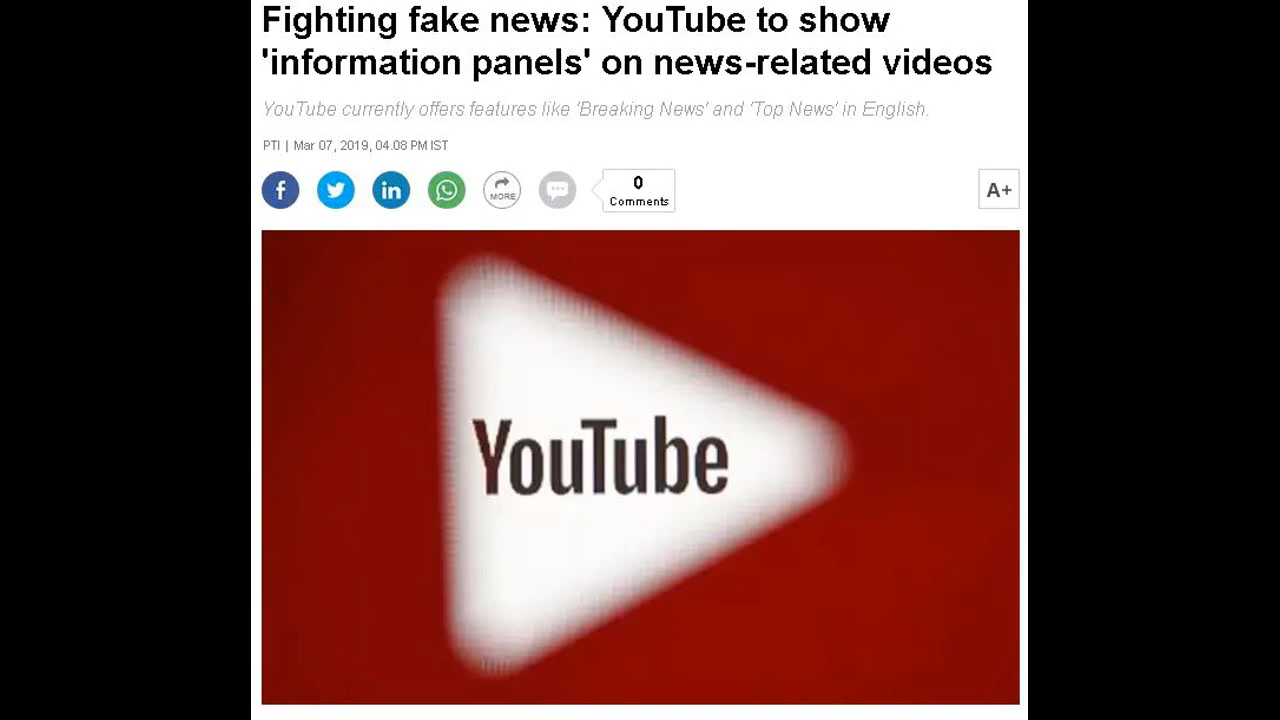 Fighting fake news: YouTube to show
'information panels' on news-related videos
YouTube currently offers features like 'Breaking News' and 'Top News' in English.
PTI | Mar 07, 2019, 04.08 PM IST
f
in
MORE
0
Comments
A+
YouTube